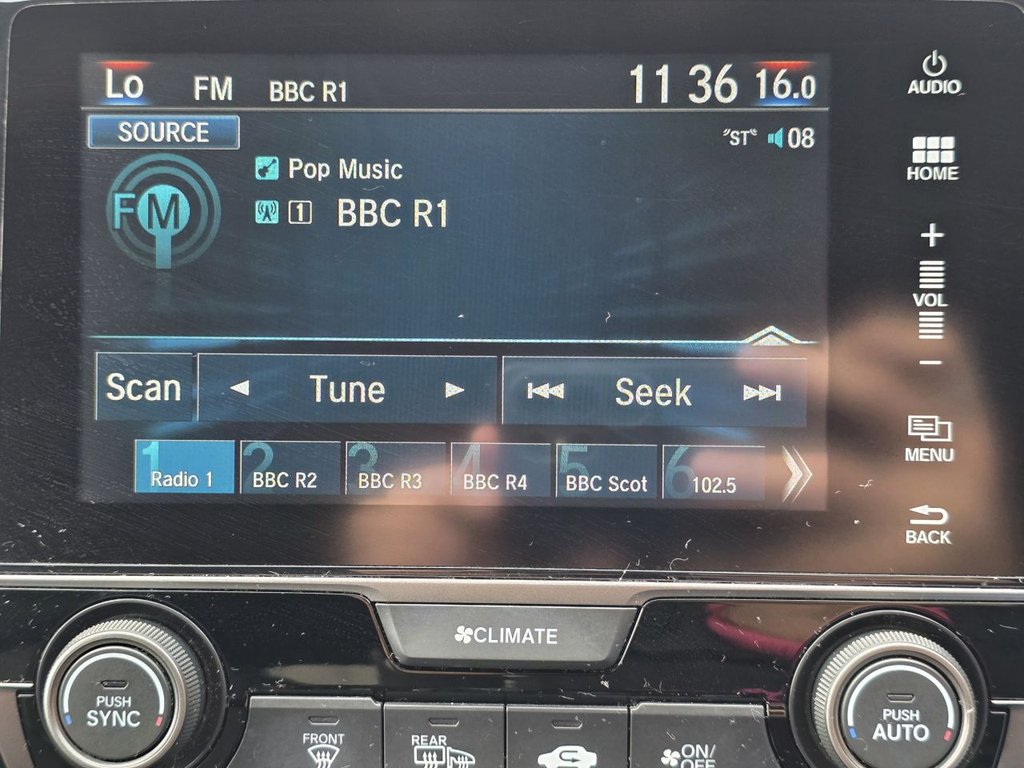 Lo FM BBC R1 11 36 16.0
AUDIO
SOURCE "ST" 08
Pop Music
HOME
FM 1 BBC R1
+
VOL
−
Scan Tune Seek
MENU
1 Radio 1 2 BBC R2 3 BBC R3 4 BBC R4 5 BBC Scot 6 102.5
BACK
CLIMATE
PUSH
SYNC
PUSH
AUTO
FRONT REAR ON/
OFF